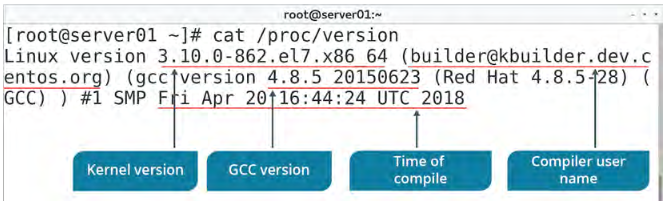 root@server01:~
[root@server01 ~]# cat /proc/version
Linux version 3.10.0-862.el7.x86_64 (builder@kbuilder.dev.c
entos.org) (gcc version 4.8.5 20150623 (Red Hat 4.8.5-28) (
GCC) ) #1 SMP Fri Apr 20 16:44:24 UTC 2018
Kernel version
GCC version
Time of
compile
Compiler user
name